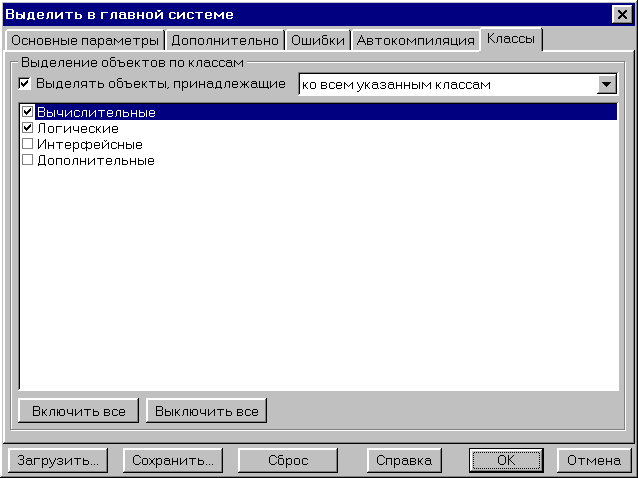 Выделить в главной системе
Основные параметры Дополнительно Ошибки Автокомпиляция Классы
Выделение объектов по классам
Выделять объекты, принадлежащие ко всем указанным классам
Вычислительные
Логические
Интерфейсные
Дополнительные
Включить все Выключить все
Загрузить... Сохранить... Сброс Справка OK Отмена